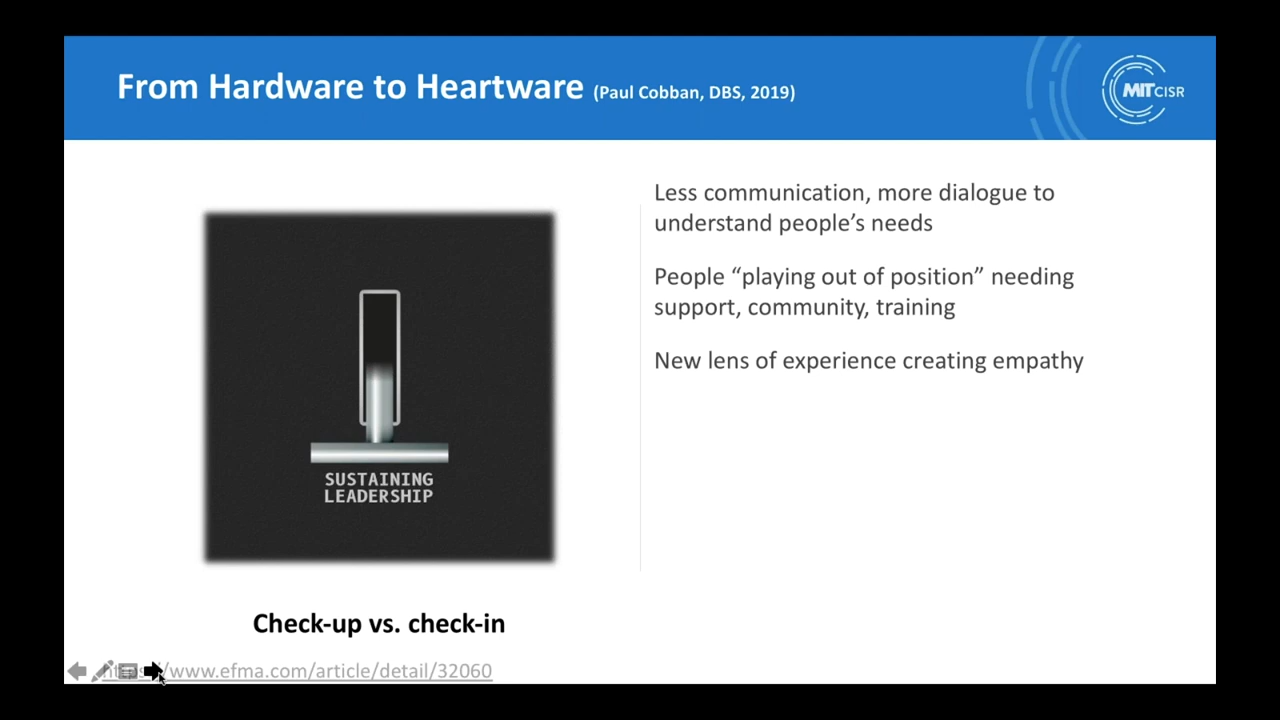 From Hardware to Heartware (Paul Cobban, DBS, 2019)
MIT CISR
Less communication, more dialogue to
understand people’s needs
People “playing out of position” needing
support, community, training
New lens of experience creating empathy
SUSTAINING
LEADERSHIP
Check-up vs. check-in
https://www.efma.com/article/detail/32060